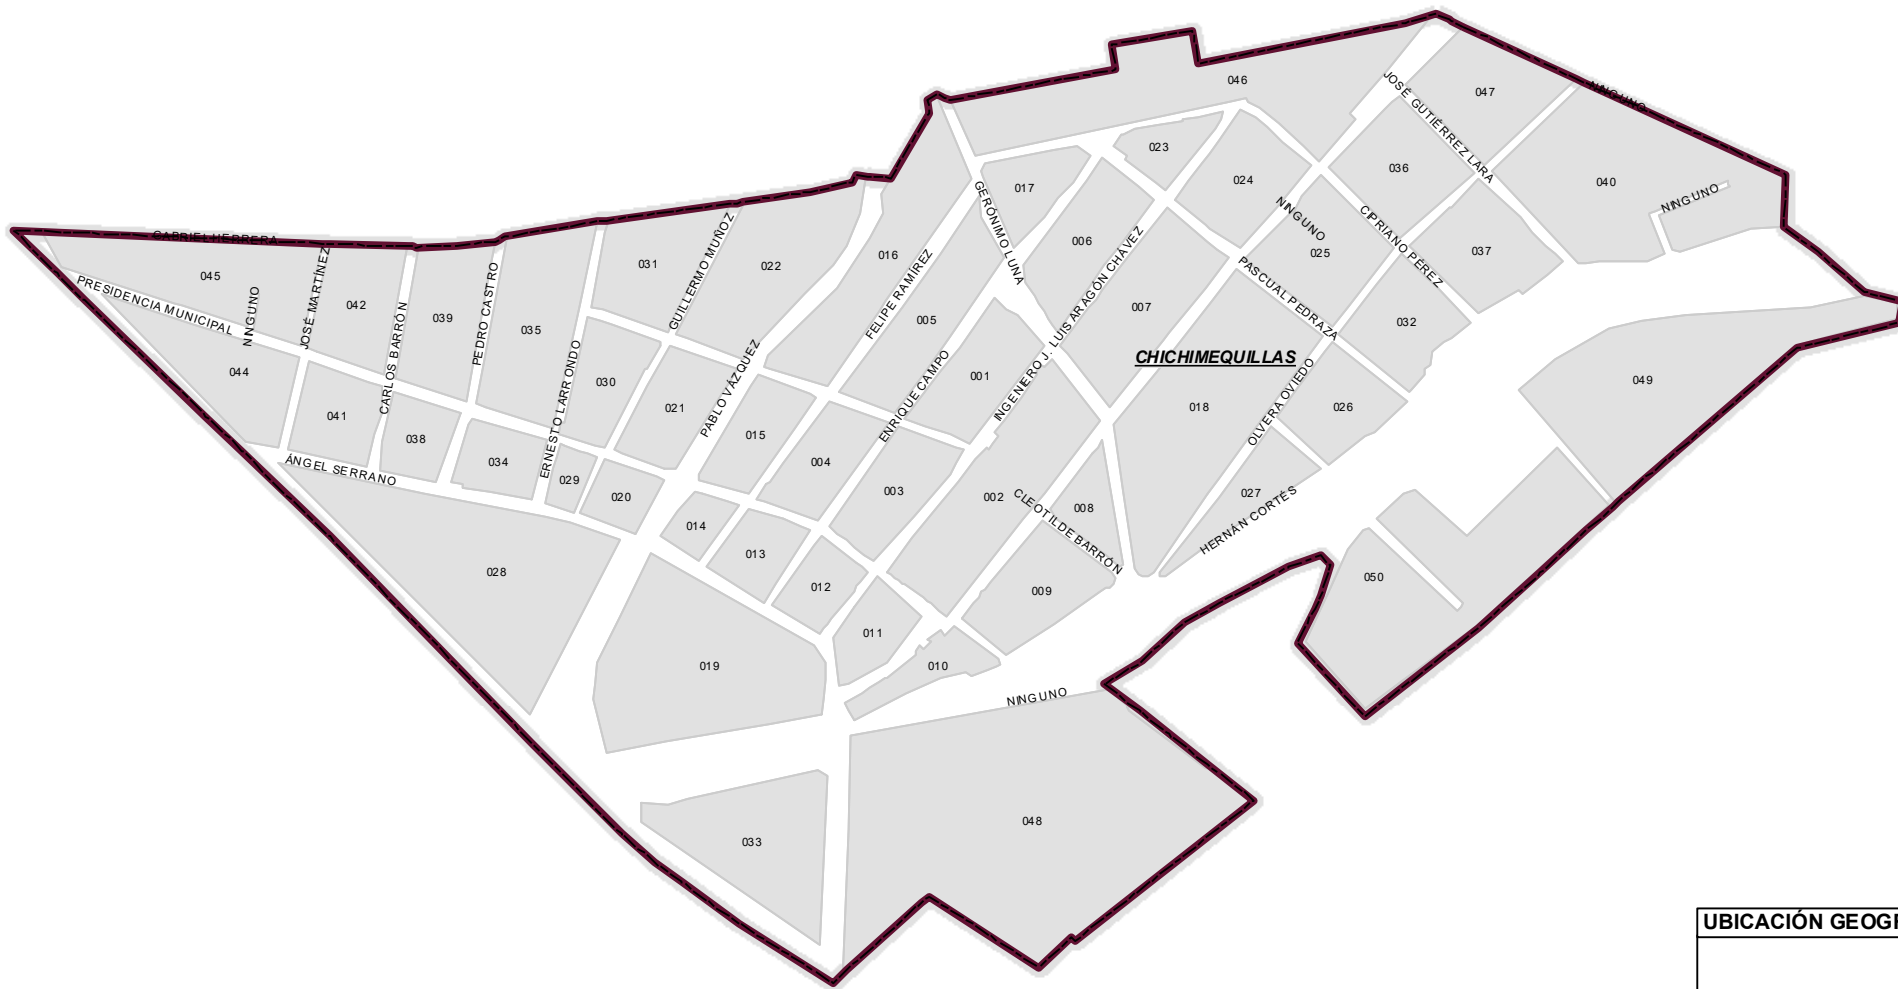 046
047
NINGUNO
JOSÉ GUTIÉRREZ LARA
023
036
040
017
024
NINGUNO
GERÓNIMO LUNA
NINGUNO
CIPRIANO PÉREZ
GABRIEL HERRERA
006
037
025
016
045
031
022
GUILLERMO MUÑOZ
INGENIERO J. LUIS ARAGÓN CHÁVEZ
PASCUAL PEDRAZA
PRESIDENCIA MUNICIPAL
NINGUNO
JOSÉ MARTÍNEZ
042
CARLOS BARRÓN
039
PEDRO CASTRO
035
FELIPE RAMÍREZ
005
007
032
CHICHIMEQUILLAS
044
ERNESTO LARRONDO
030
PABLO VÁZQUEZ
ENRIQUE CAMPO
001
049
OLVERA OVIEDO
018
026
041
021
038
015
034
004
029
003
020
002
027
008
CLEOTILDE BARRÓN
HERNÁN CORTÉS
ÁNGEL SERRANO
014
013
028
012
009
050
011
019
010
NINGUNO
048
033
UBICACIÓN GEOGR